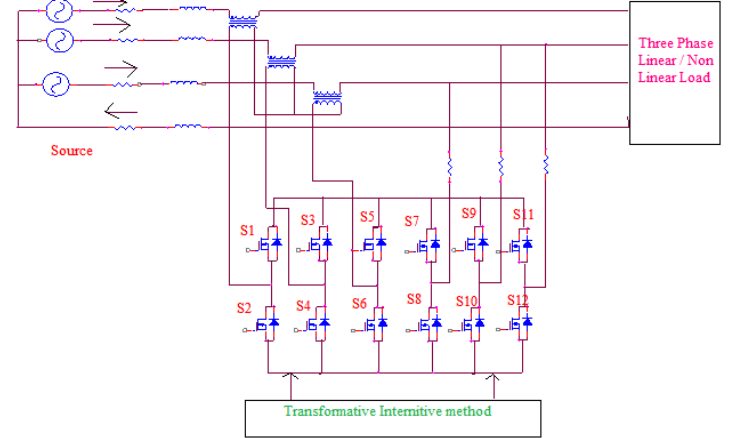 Three Phase
Linear / Non
Linear Load
Source
S1
S3
S5
S7
S9
S11
S2
S4
S6
S8
S10
S12
Transformative Internitive method